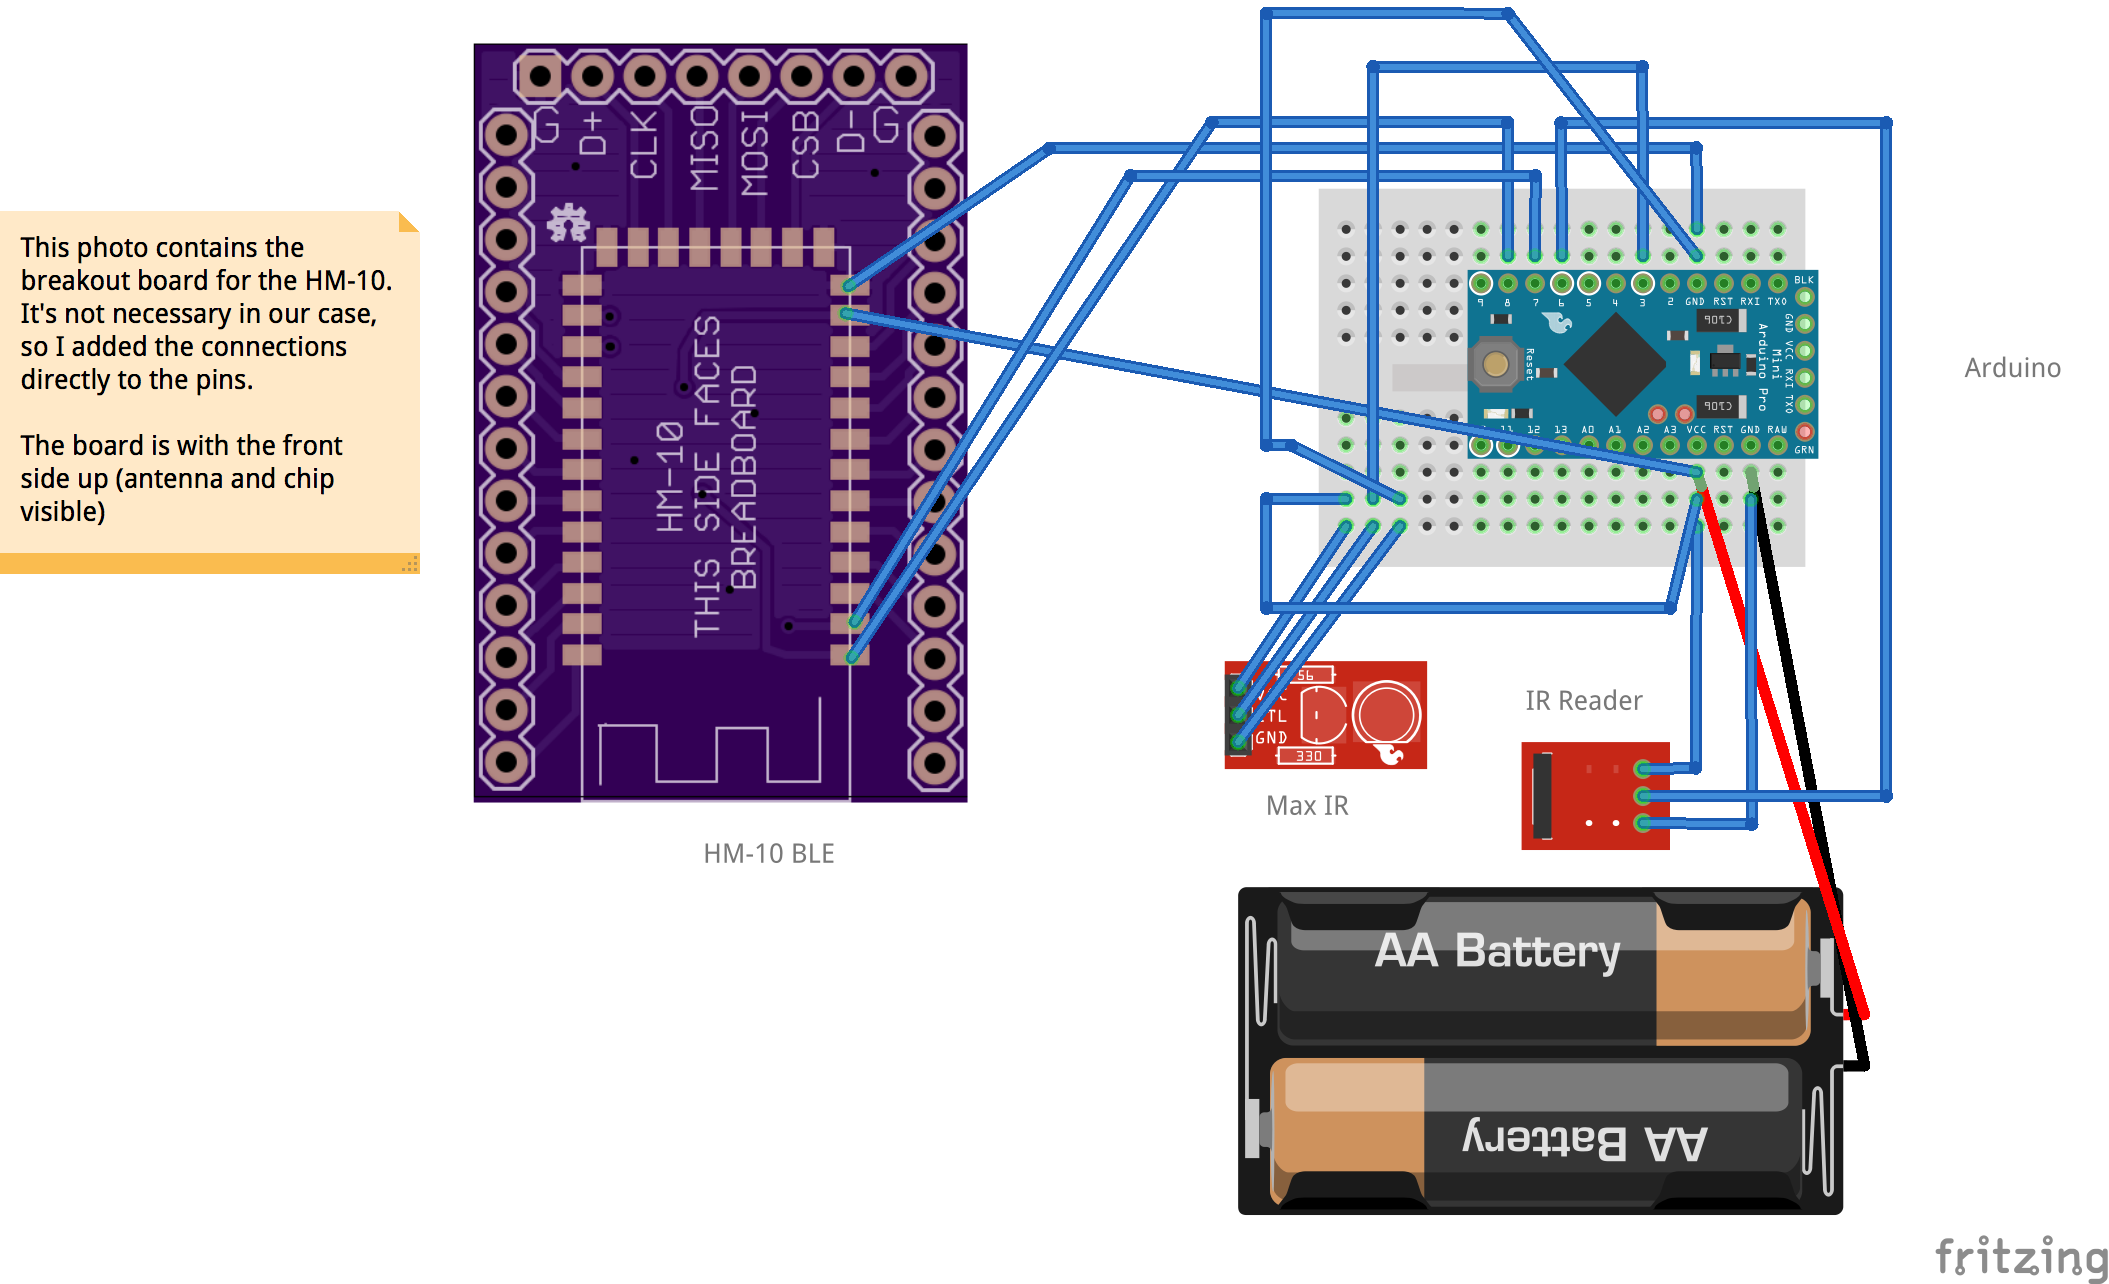 This photo contains the
breakout board for the HM-10.
It's not necessary in our case,
so I added the connections
directly to the pins.
The board is with the front
side up (antenna and chip
visible)
G D+ CLK MISO MOSI CSB D- G
HM-10
THIS SIDE FACES
BREADBOARD
HM-10 BLE
9 8 7 6 5 4 3 2 GND RST RXI TXO
BLK
GND VCC RXI TXO
GRN
Reset
Arduino Pro
Mini
12 13 A0 A1 A2 A3 VCC RST GND RAW
Arduino
GND
330
Max IR
IR Reader
AA Battery
AA Battery
fritzing